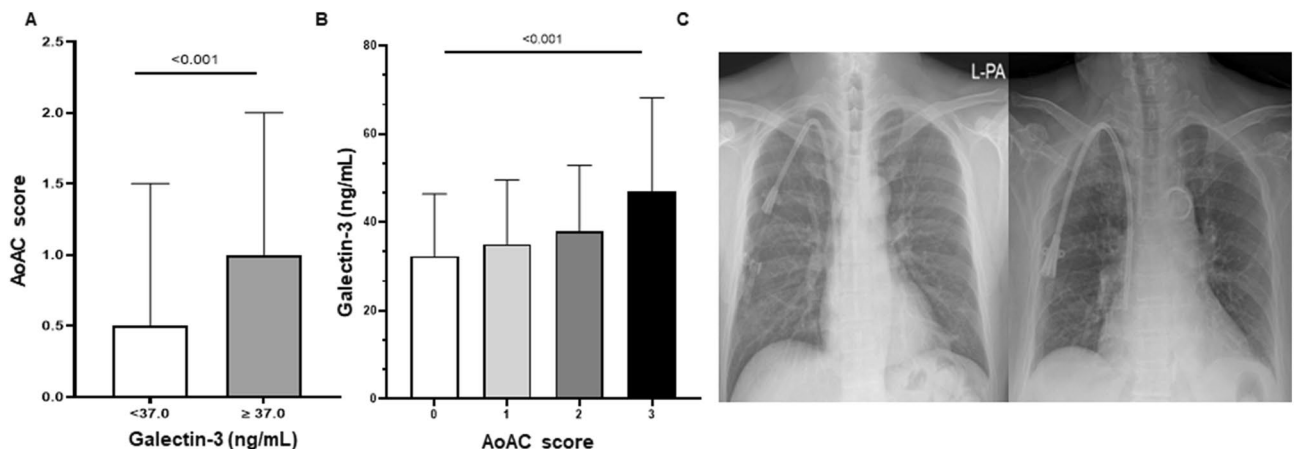 A
B
C
2.5
2.0
1.5
1.0
0.5
0.0
AoAC score
<0.001
<37.0
≥ 37.0
Galectin-3 (ng/mL)
80
60
40
20
0
Galectin-3 (ng/mL)
<0.001
0
1
2
3
AoAC score
L-PA